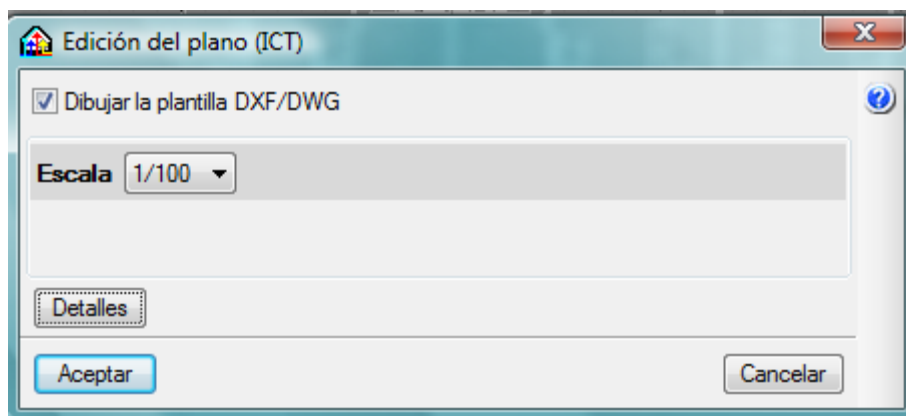 Edición del plano (ICT)
Dibujar la plantilla DXF/DWG
Escala 1/100
Detalles
Aceptar Cancelar